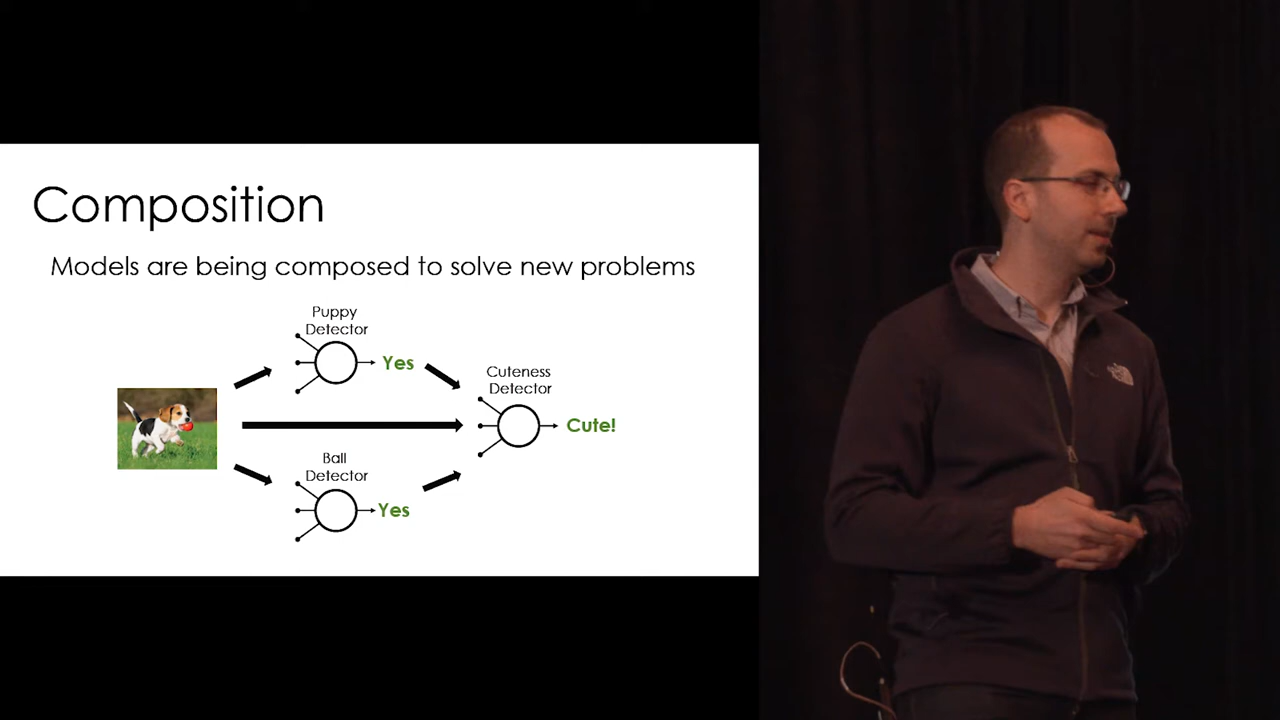 Composition
Models are being composed to solve new problems
Puppy
Detector
Yes
Cuteness
Detector
Cute!
Ball
Detector
Yes